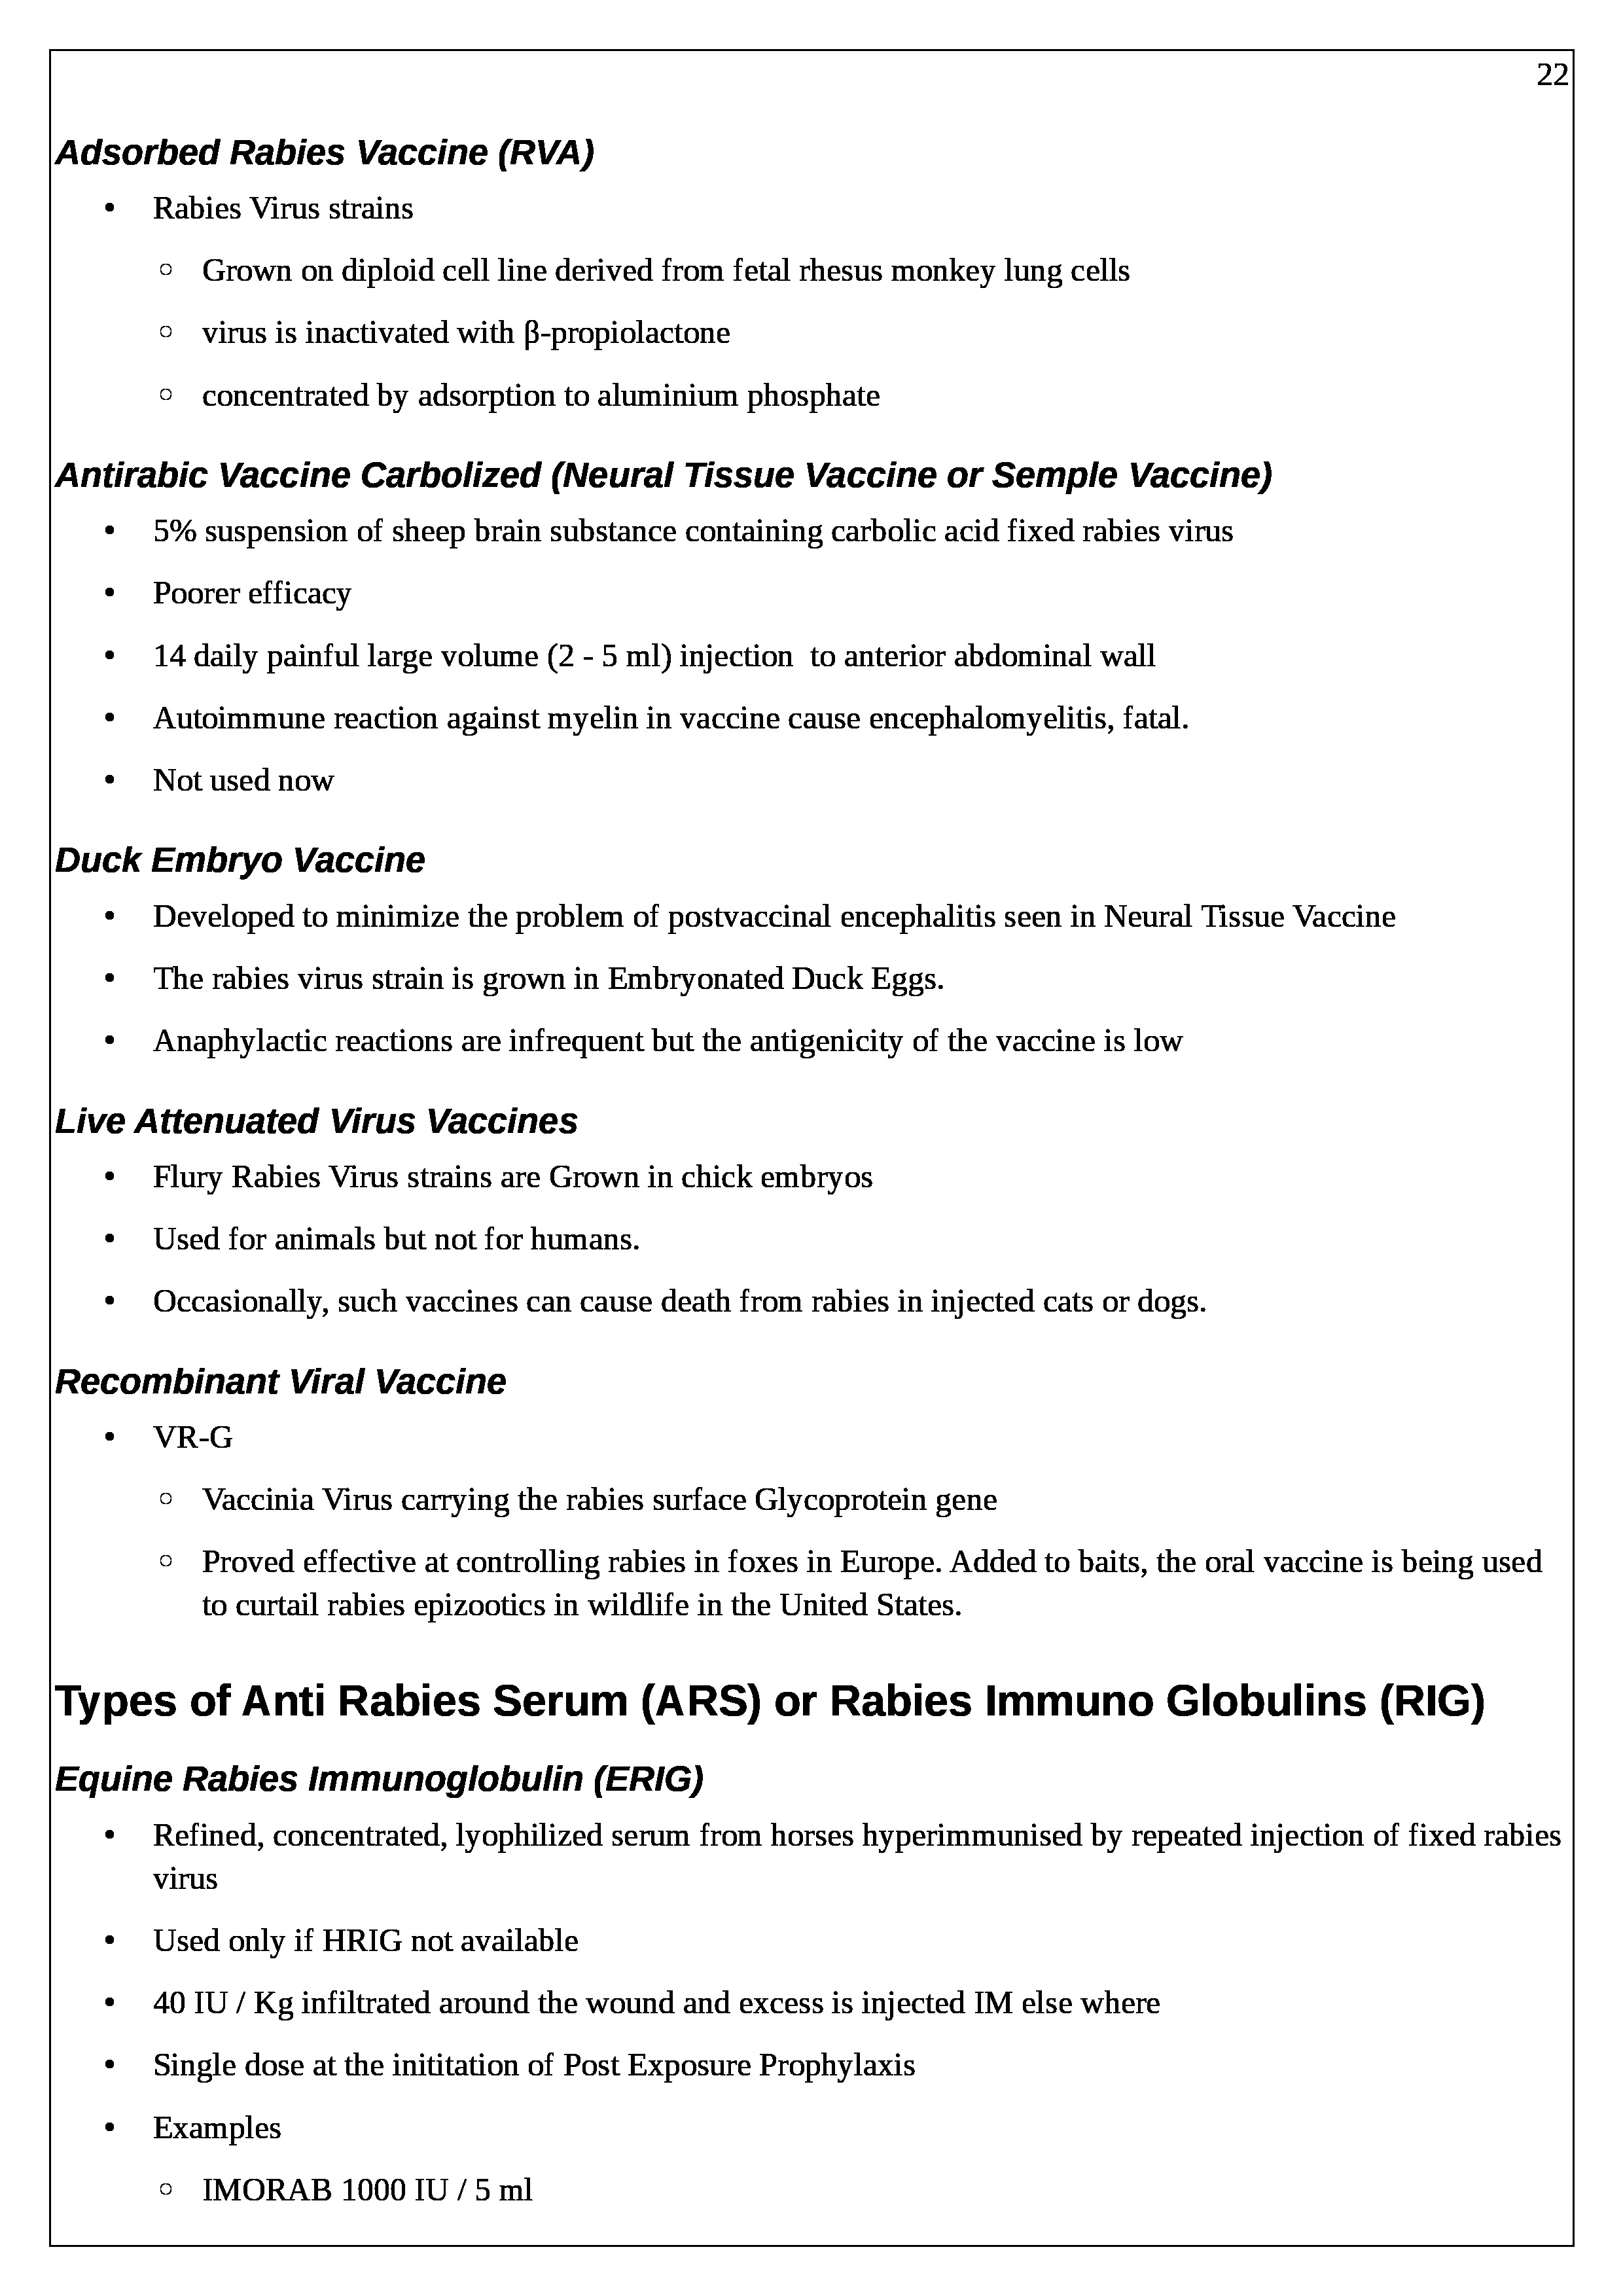 22
Adsorbed Rabies Vaccine (RVA)
• Rabies Virus strains
○ Grown on diploid cell line derived from fetal rhesus monkey lung cells
○ virus is inactivated with β-propiolactone
○ concentrated by adsorption to aluminium phosphate
Antirabic Vaccine Carbolized (Neural Tissue Vaccine or Semple Vaccine)
• 5% suspension of sheep brain substance containing carbolic acid fixed rabies virus
• Poorer efficacy
• 14 daily painful large volume (2 - 5 ml) injection  to anterior abdominal wall
• Autoimmune reaction against myelin in vaccine cause encephalomyelitis, fatal.
• Not used now
Duck Embryo Vaccine
• Developed to minimize the problem of postvaccinal encephalitis seen in Neural Tissue Vaccine
• The rabies virus strain is grown in Embryonated Duck Eggs.
• Anaphylactic reactions are infrequent but the antigenicity of the vaccine is low
Live Attenuated Virus Vaccines
• Flury Rabies Virus strains are Grown in chick embryos
• Used for animals but not for humans.
• Occasionally, such vaccines can cause death from rabies in injected cats or dogs.
Recombinant Viral Vaccine
• VR-G
○ Vaccinia Virus carrying the rabies surface Glycoprotein gene
○ Proved effective at controlling rabies in foxes in Europe. Added to baits, the oral vaccine is being used
to curtail rabies epizootics in wildlife in the United States.
Types of Anti Rabies Serum (ARS) or Rabies Immuno Globulins (RIG)
Equine Rabies Immunoglobulin (ERIG)
• Refined, concentrated, lyophilized serum from horses hyperimmunised by repeated injection of fixed rabies
virus
• Used only if HRIG not available
• 40 IU / Kg infiltrated around the wound and excess is injected IM else where
• Single dose at the inititation of Post Exposure Prophylaxis
• Examples
○ IMORAB 1000 IU / 5 ml